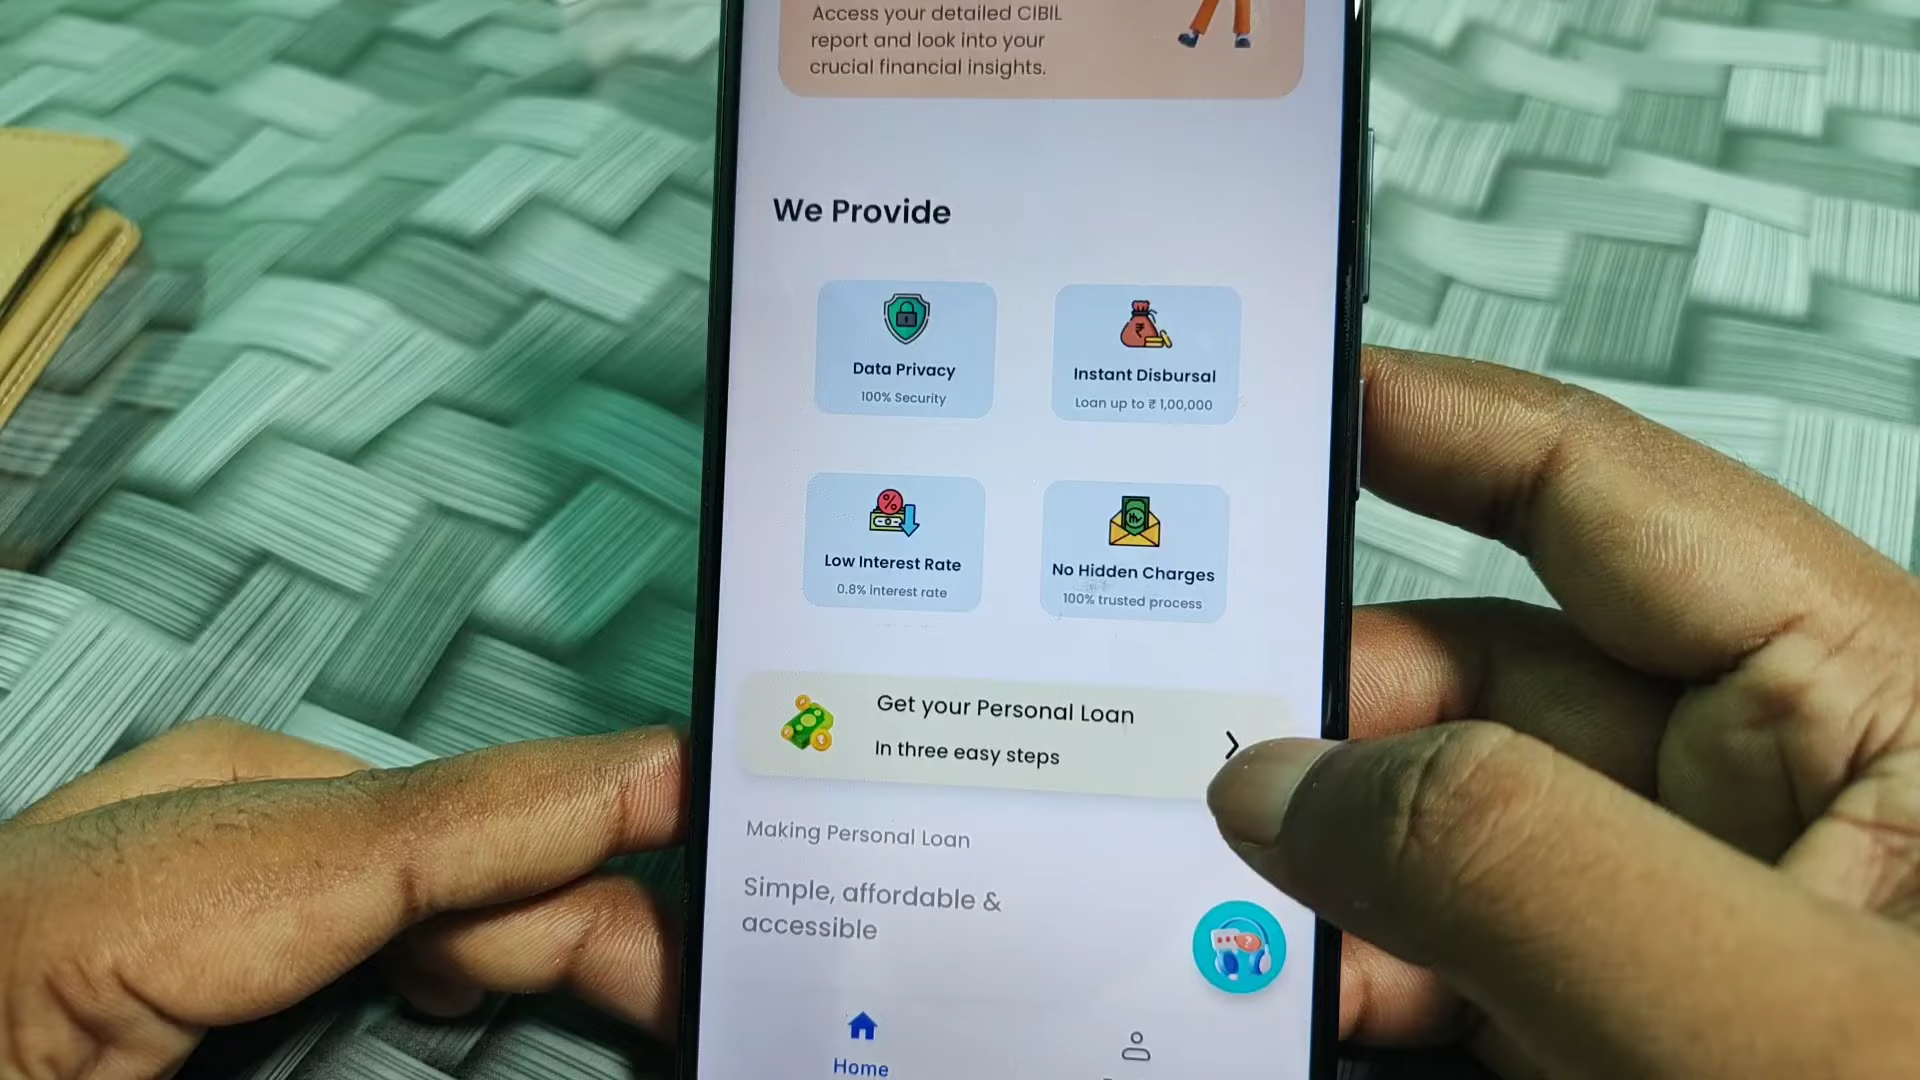 Access your detailed CIBIL
report and look into your
crucial financial insights.
We Provide
Data Privacy
100% Security
Instant Disbursal
Loan up to ₹ 1,00,000
Low Interest Rate
0.8% interest rate
No Hidden Charges
100% trusted process
Get your Personal Loan
In three easy steps
Making Personal Loan
Simple, affordable &
accessible
Home